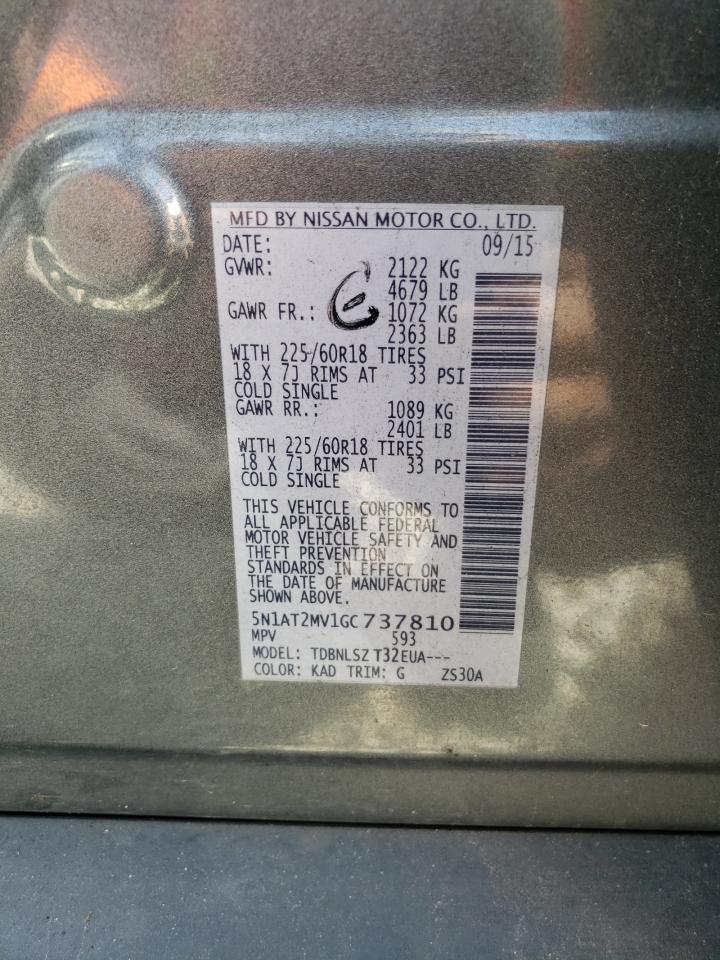 MFD BY NISSAN MOTOR CO., LTD.
DATE: 09/15
GVWR: 2122 KG
4679 LB
GAWR FR.: 1072 KG
2363 LB
WITH 225/60R18 TIRES
18 X 7J RIMS AT 33 PSI
COLD SINGLE
GAWR RR.: 1089 KG
2401 LB
WITH 225/60R18 TIRES
18 X 7J RIMS AT 33 PSI
COLD SINGLE
THIS VEHICLE CONFORMS TO
ALL APPLICABLE FEDERAL
MOTOR VEHICLE SAFETY AND
THEFT PREVENTION
STANDARDS IN EFFECT ON
THE DATE OF MANUFACTURE
SHOWN ABOVE.
5N1AT2MV1GC737810
MPV 593
MODEL: TDBNLSZ T32EUA---
COLOR: KAD TRIM: G ZS30A